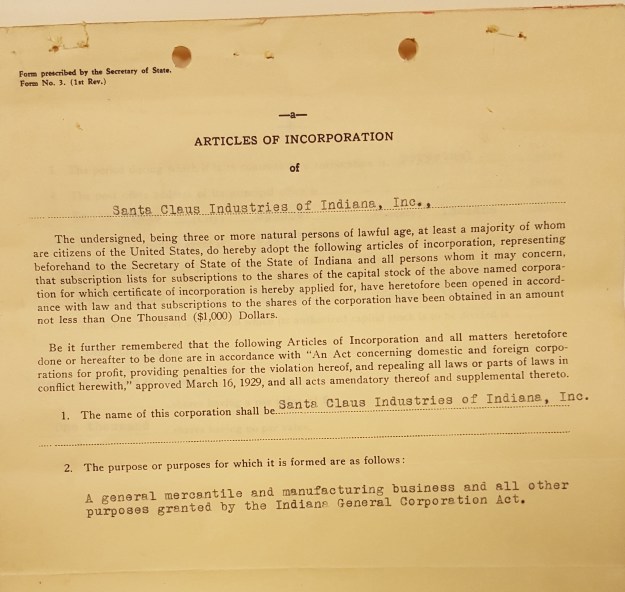 Form prescribed by the Secretary of State.
Form No. 3. (1st Rev.)
—a—
ARTICLES OF INCORPORATION
of
Santa Claus Industries of Indiana, Inc.,
The undersigned, being three or more natural persons of lawful age, at least a majority of whom
are citizens of the United States, do hereby adopt the following articles of incorporation, representing
beforehand to the Secretary of State of the State of Indiana and all persons whom it may concern,
that subscription lists for subscriptions to the shares of the capital stock of the above named corpora-
tion for which certificate of incorporation is hereby applied for, have heretofore been opened in accord-
ance with law and that subscriptions to the shares of the corporation have been obtained in an amount
not less than One Thousand ($1,000) Dollars.
Be it further remembered that the following Articles of Incorporation and all matters heretofore
done or hereafter to be done are in accordance with "An Act concerning domestic and foreign corpo-
rations for profit, providing penalties for the violation hereof, and repealing all laws or parts of laws in
conflict herewith," approved March 16, 1929, and all acts amendatory thereof and supplemental thereto.
1. The name of this corporation shall be Santa Claus Industries of Indiana, Inc.
2. The purpose or purposes for which it is formed are as follows:
A general mercantile and manufacturing business and all other
purposes granted by the Indiana General Corporation Act.